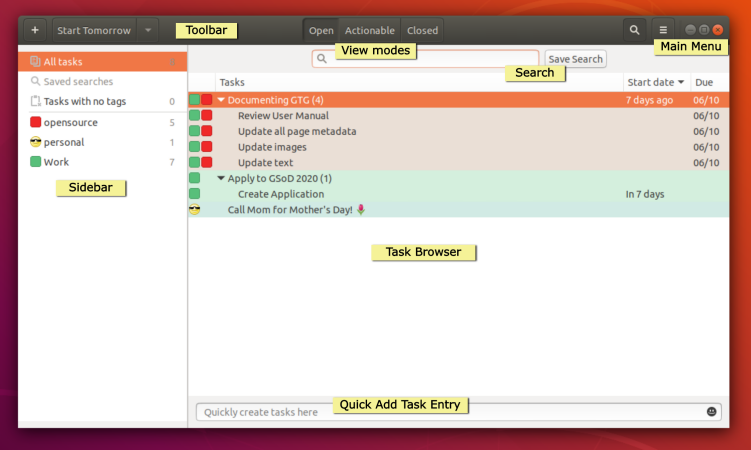 + Start Tomorrow Toolbar Open Actionable Closed
View modes Main Menu
All tasks Save Search
Search
Saved searches Tasks Start date Due
Tasks with no tags 0 Documenting GTG (4) 7 days ago 06/10
Review User Manual 06/10
opensource 5 Update all page metadata 06/10
personal 1 Update images 06/10
Work 7 Update text 06/10
Apply to GSoD 2020 (1)
Sidebar Create Application In 7 days
Call Mom for Mother's Day!
Task Browser
Quickly create tasks here Quick Add Task Entry